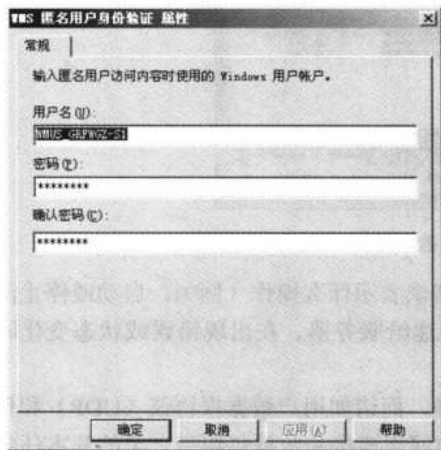 WMS 匿名用户身份验证 属性
常规
输入匿名用户访问内容时使用的 Windows 用户帐户。
用户名(U):
WMUS_GRFWGZ-S1
密码(P):
********
确认密码(C):
********
确定 取消 应用(A) 帮助